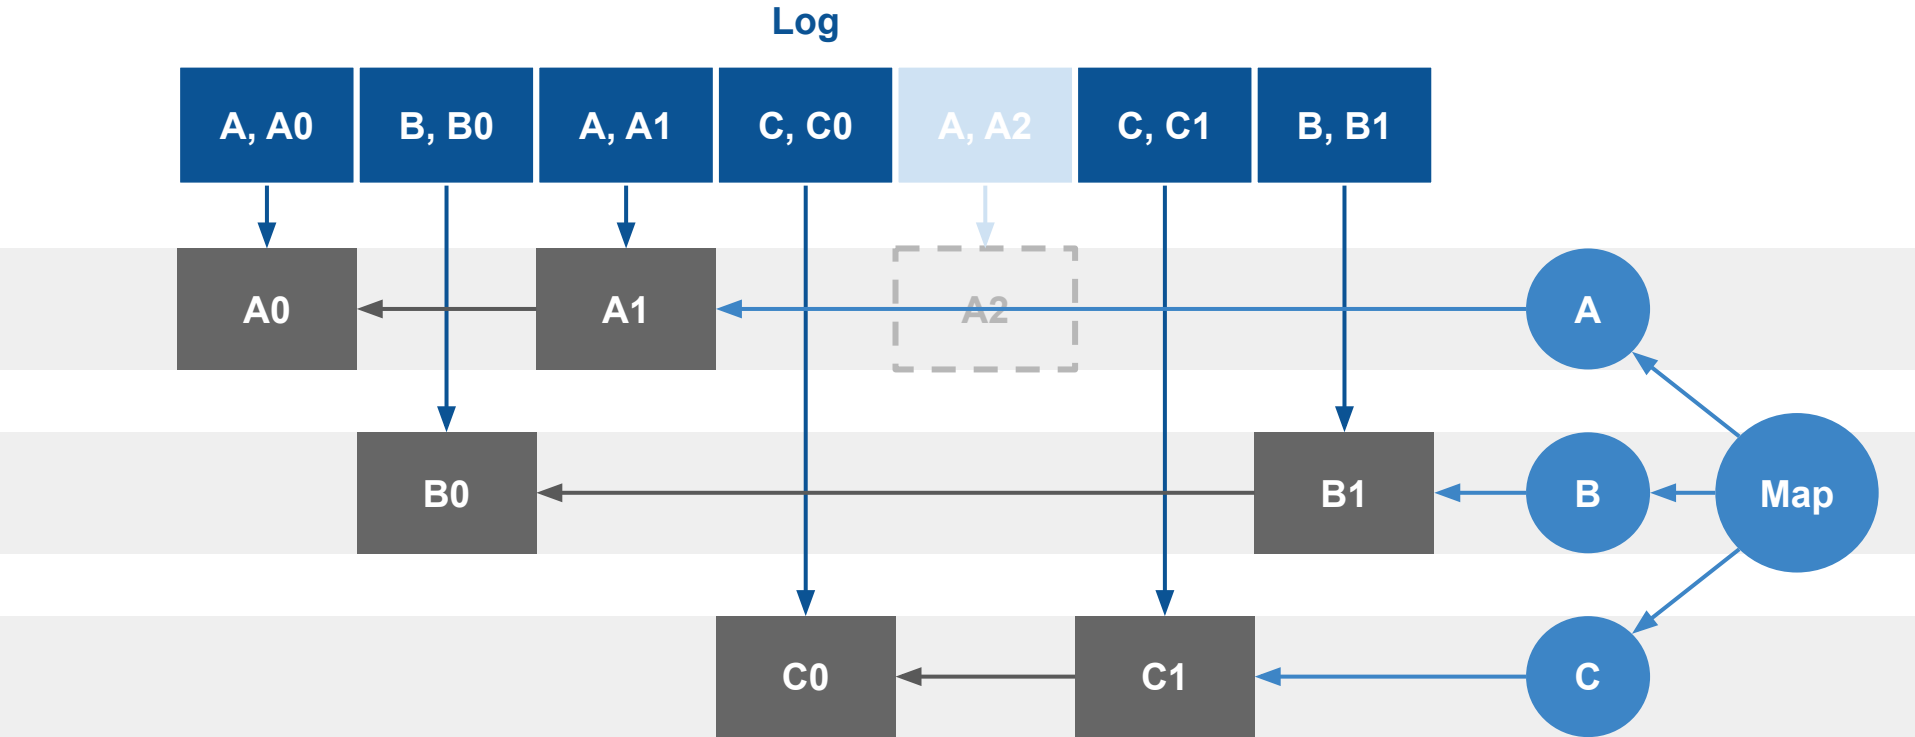 Log
A, A0
B, B0
A, A1
C, C0
A, A2
C, C1
B, B1
A0
A1
A2
A
B0
B1
B
Map
C0
C1
C